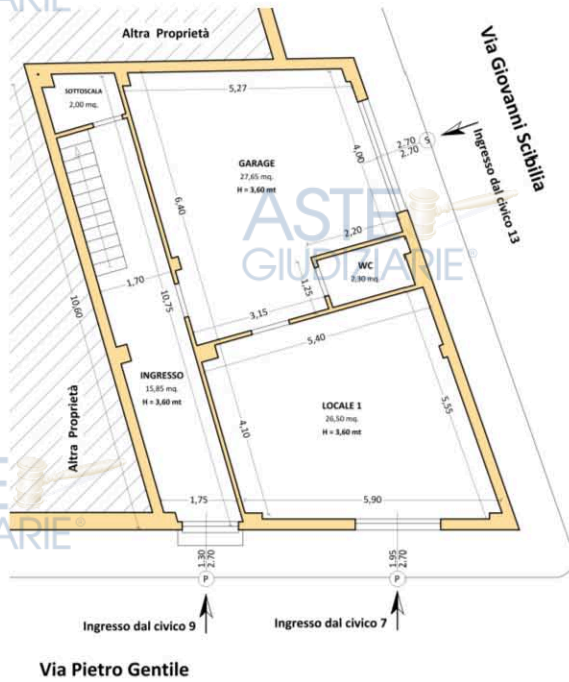 ARIE
Altra Proprietà
Via Giovanni Scibilia
SOTTOSCALA
2,00 mq.
5,27
2.70
2.70
S
Ingresso dal civico 13
4,00
GARAGE
27,65 mq.
H = 3,60 mt
6,40
ASTE
GIUDIZIARIE®
2,20
WC
2,30 mq.
1,25
1,70
10,75
10,60
3,15
5,40
INGRESSO
15,85 mq.
H = 3,60 mt
LOCALE 1
26,50 mq.
H = 3,60 mt
5,55
4,10
Altra Proprietà
E
ARIE®
1,75
5,90
1.30
2.70
P
1.95
2.70
P
Ingresso dal civico 9
Ingresso dal civico 7
Via Pietro Gentile